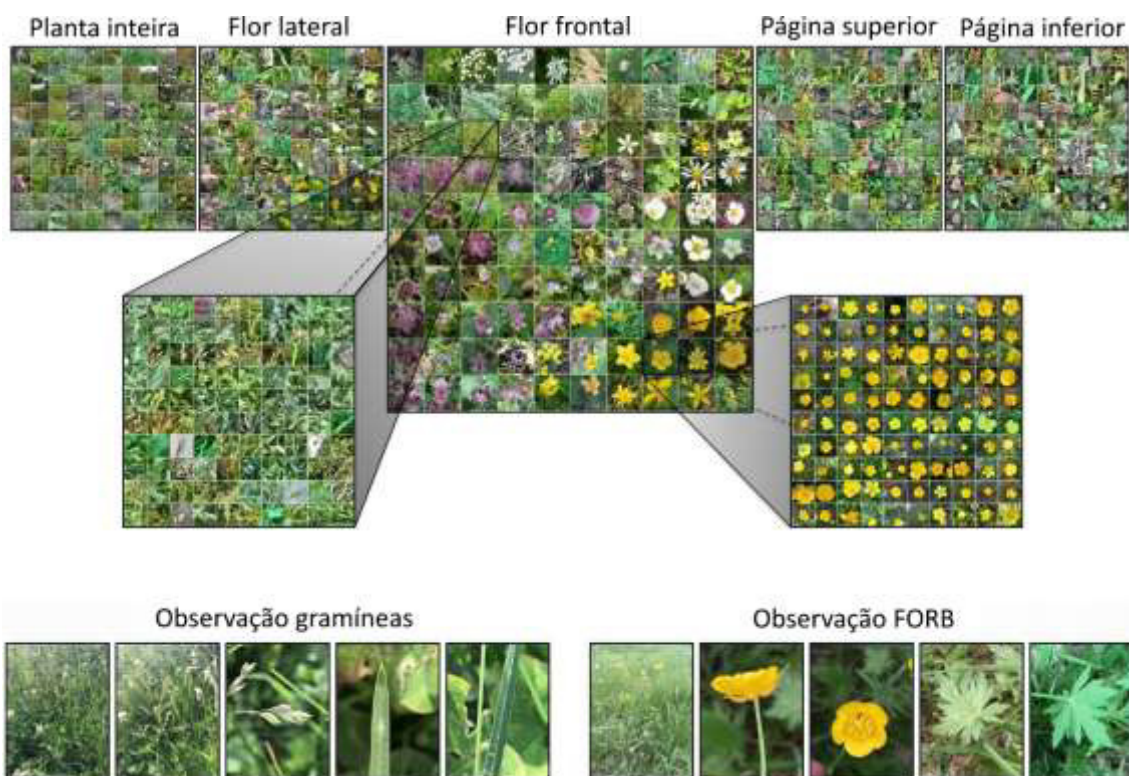 Planta inteira
Flor lateral
Flor frontal
Página superior
Página inferior
Observação gramíneas
Observação FORB